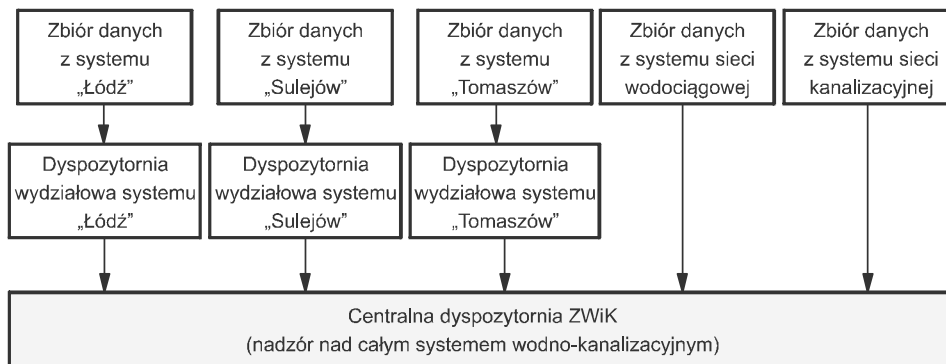 Zbiór danych
z systemu
„Łódź”
Zbiór danych
z systemu
„Sulejów”
Zbiór danych
z systemu
„Tomaszów”
Zbiór danych
z systemu sieci
wodociągowej
Zbiór danych
z systemu sieci
kanalizacyjnej
Dyspozytornia
wydziałowa systemu
„Łódź”
Dyspozytornia
wydziałowa systemu
„Sulejów”
Dyspozytornia
wydziałowa systemu
„Tomaszów”
Centralna dyspozytornia ZWiK
(nadzór nad całym systemem wodno-kanalizacyjnym)